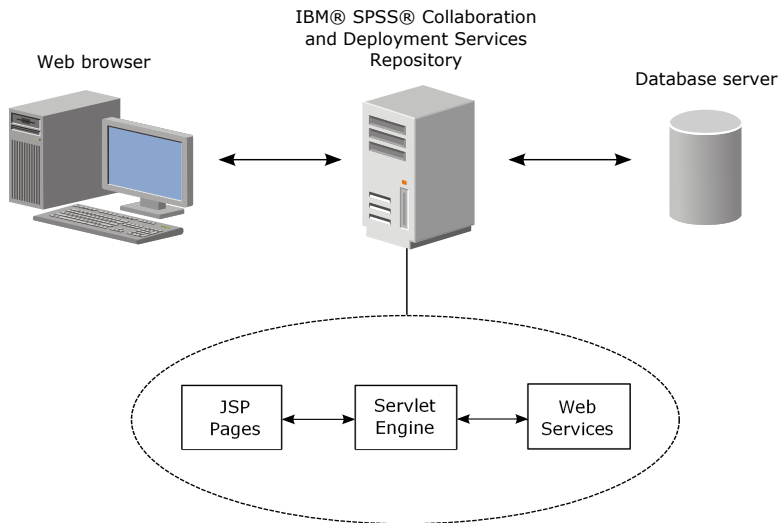 IBM® SPSS® Collaboration
and Deployment Services
Repository
Web browser
Database server
JSP
Pages
Servlet
Engine
Web
Services